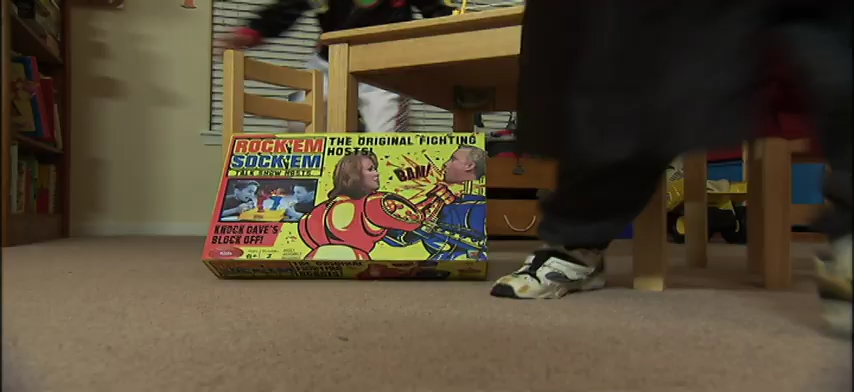 ROCK'EM
SOCK'EM
TALK SHOW HOSTS
THE ORIGINAL FIGHTING
HOSTS!
BAM!
KNOCK DAVE'S
BLOCK OFF!